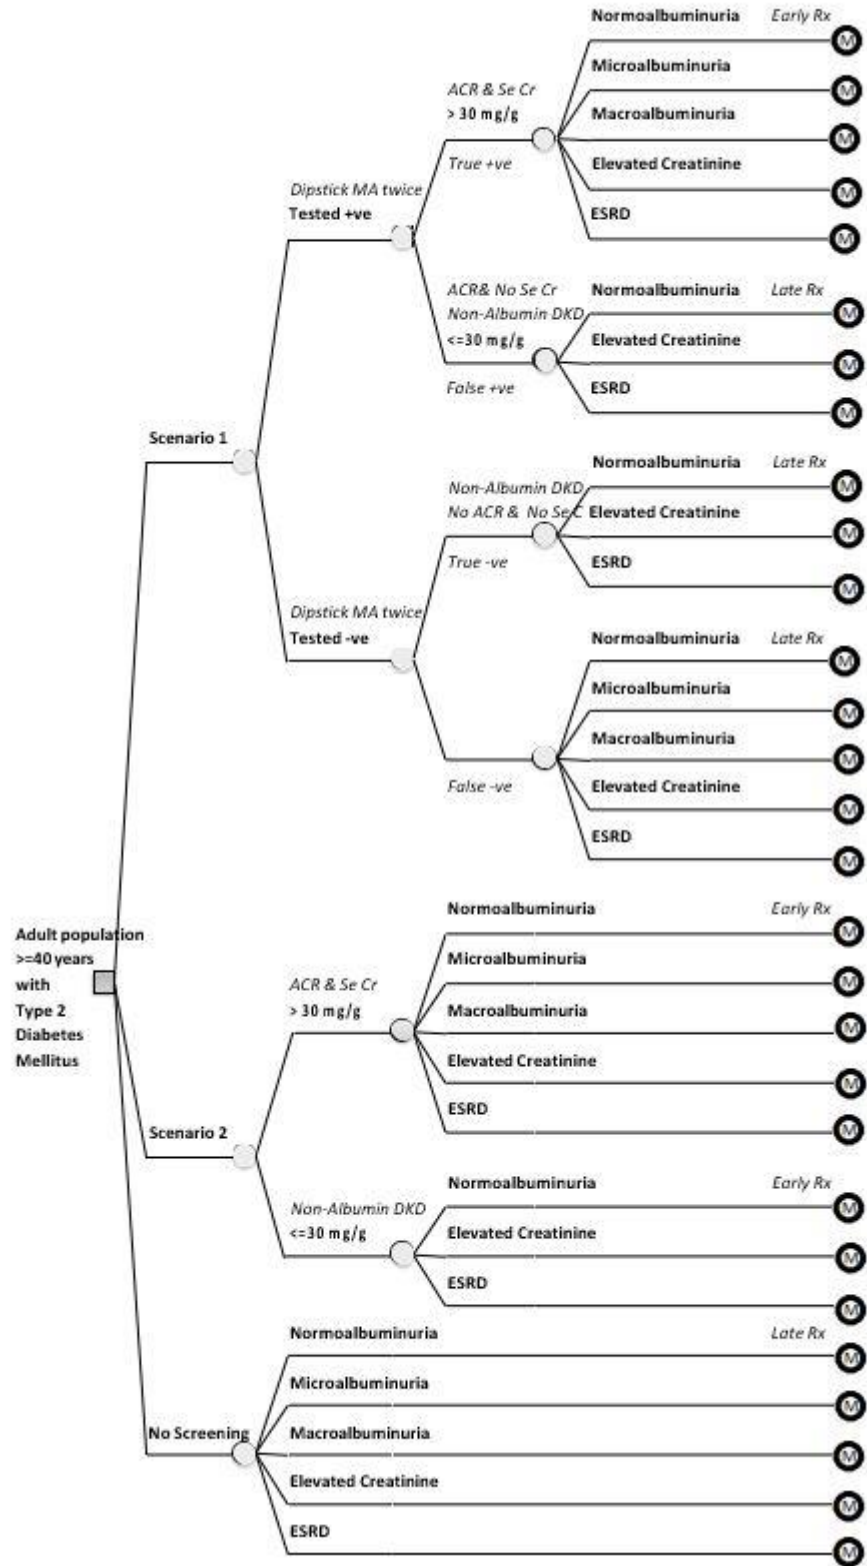 Normoalbuminuria Early Rx
M
Microalbuminuria
M
ACR & Se Cr
> 30 mg/g
Macroalbuminuria
M
True +ve
Elevated Creatinine
M
Dipstick MA twice
Tested +ve
ESRD
M
ACR& No Se Cr
Non-Albumin DKD
<=30 mg/g
Normoalbuminuria Late Rx
M
Elevated Creatinine
M
False +ve
ESRD
M
Scenario 1
Normoalbuminuria Late Rx
M
Non-Albumin DKD
No ACR & No Se C
Elevated Creatinine
M
True -ve
ESRD
M
Dipstick MA twice
Tested -ve
Normoalbuminuria Late Rx
M
Microalbuminuria
M
Macroalbuminuria
M
False -ve
Elevated Creatinine
M
ESRD
M
Adult population
>=40 years
with
Type 2
Diabetes
Mellitus
Normoalbuminuria Early Rx
M
Microalbuminuria
M
ACR & Se Cr
> 30 mg/g
Macroalbuminuria
M
Elevated Creatinine
M
ESRD
M
Scenario 2
Normoalbuminuria Early Rx
M
Non-Albumin DKD
<=30 mg/g
Elevated Creatinine
M
ESRD
M
Normoalbuminuria Late Rx
M
Microalbuminuria
M
No Screening
Macroalbuminuria
M
Elevated Creatinine
M
ESRD
M